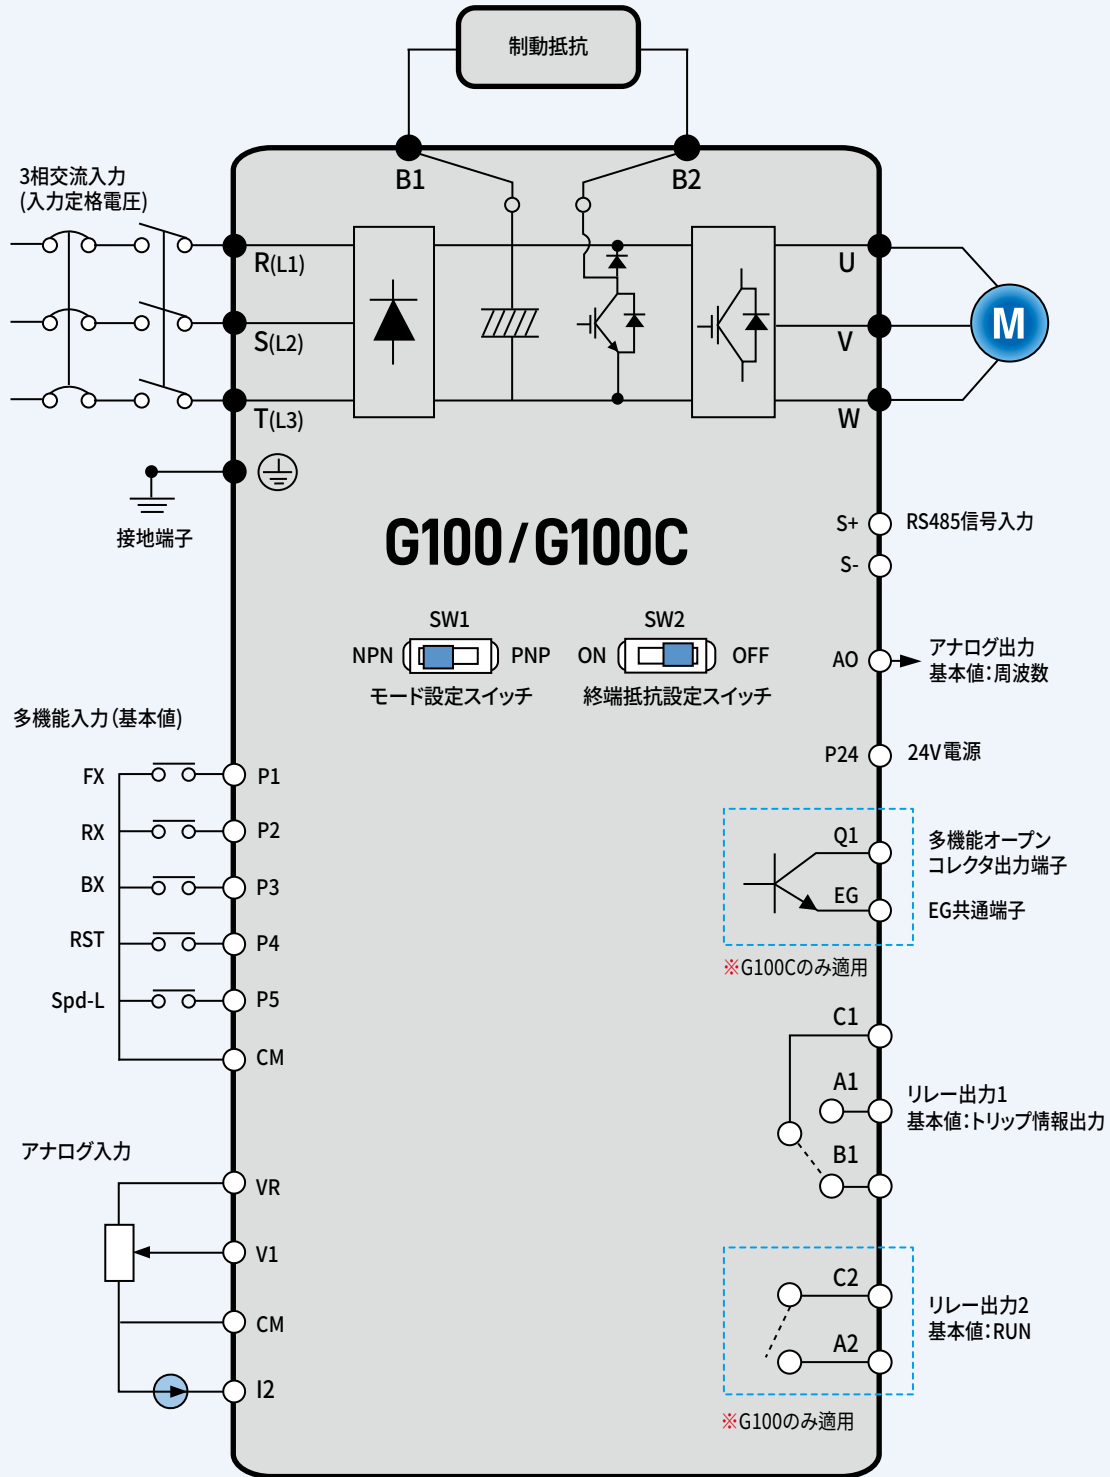 制動抵抗
B1
B2
3相交流入力
(入力定格電圧)
R(L1)
S(L2)
T(L3)
U
V
W
M
接地端子
G100/G100C
S+
RS485信号入力
S-
SW1
NPN
PNP
モード設定スイッチ
SW2
ON
OFF
終端抵抗設定スイッチ
AO
アナログ出力
基本値：周波数
P24
24V電源
多機能入力（基本値）
FX
P1
RX
P2
BX
P3
RST
P4
Spd-L
P5
CM
Q1
多機能オープン
コレクタ出力端子
EG
EG共通端子
※G100Cのみ適用
C1
A1
リレー出力1
基本値：トリップ情報出力
B1
アナログ入力
VR
V1
CM
I2
C2
リレー出力2
基本値：RUN
A2
※G100のみ適用